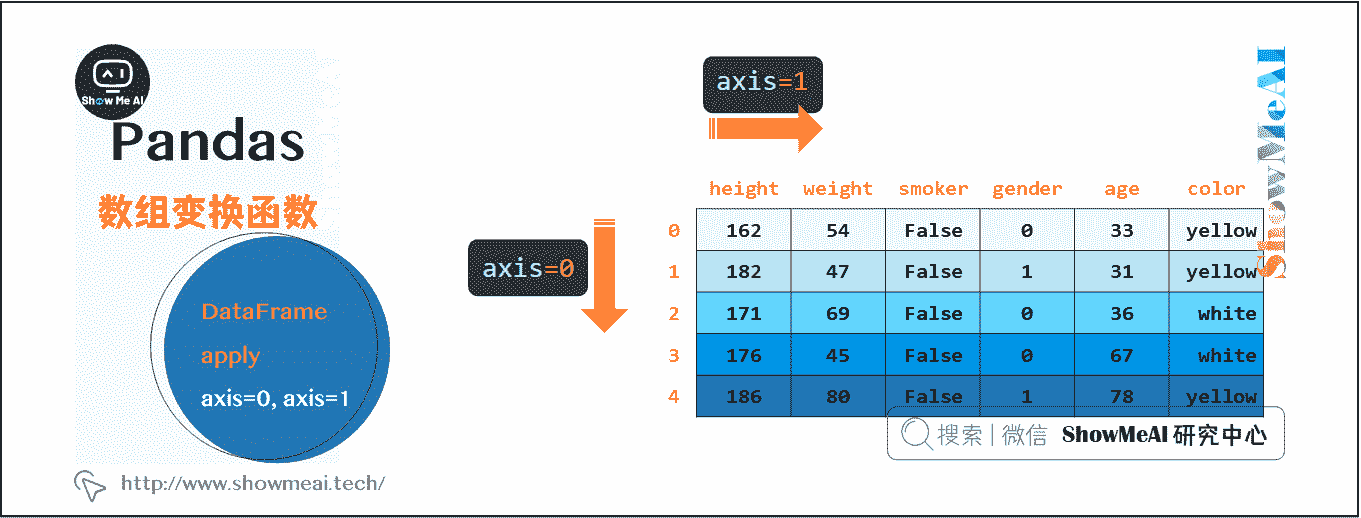 Show Me AI
Pandas
数组变换函数
DataFrame
apply
axis=0, axis=1
http://www.showmeai.tech/
axis=1
axis=0
height weight smoker gender age color
0 162 54 False 0 33 yellow
1 182 47 False 1 31 yellow
2 171 69 False 0 36 white
3 176 45 False 0 67 white
4 186 80 False 1 78 yellow
ShowMeAI
搜索 | 微信 ShowMeAI 研究中心